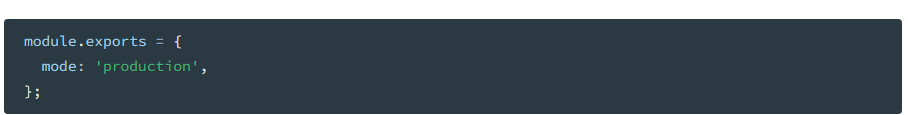 module.exports = {
  mode: 'production',
};